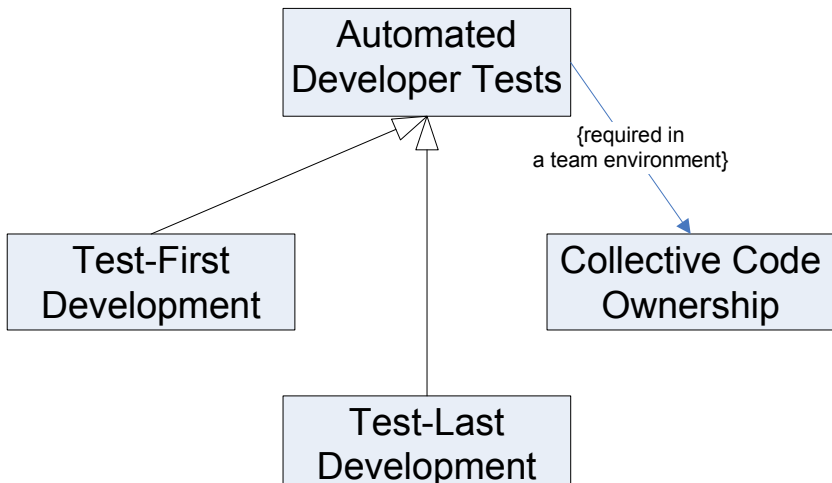 Automated
Developer Tests
{required in
a team environment}
Test-First
Development
Collective Code
Ownership
Test-Last
Development